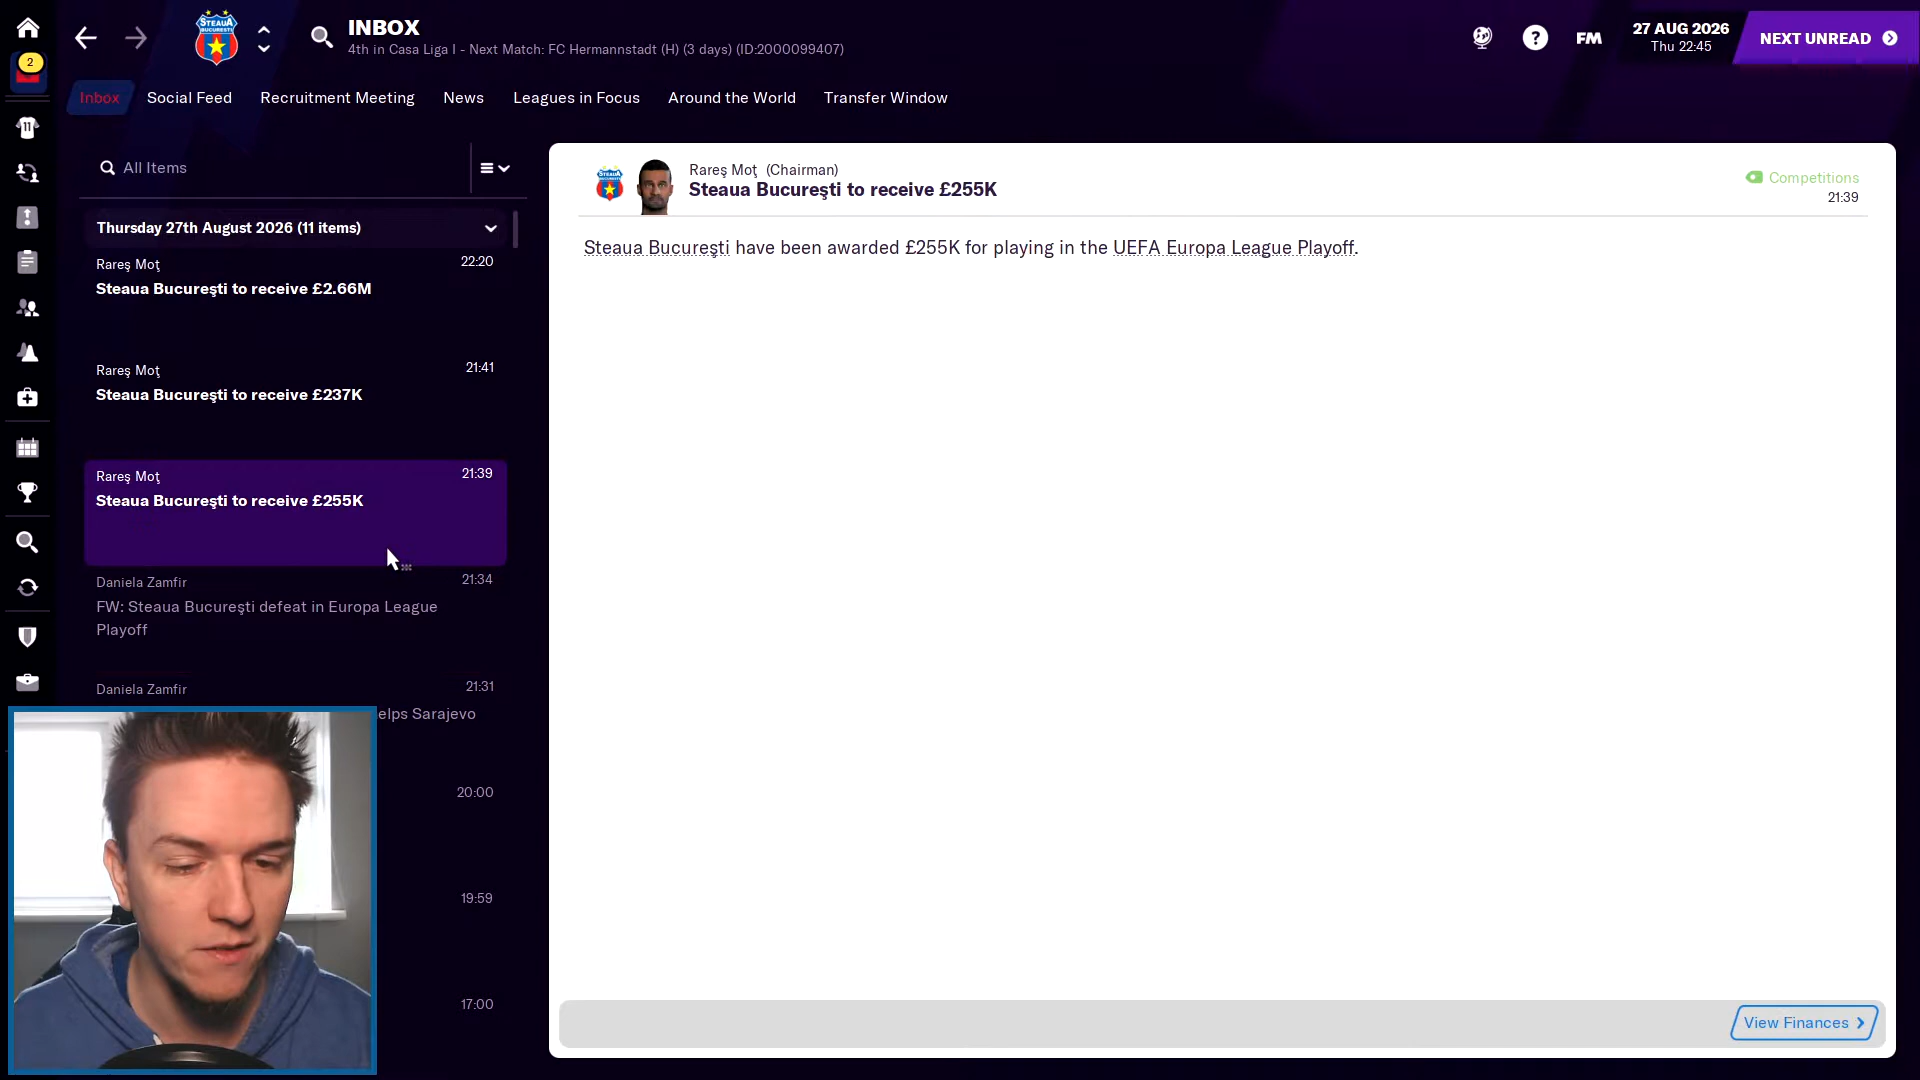 INBOX
4th in Casa Liga I - Next Match: FC Hermannstadt (H) (3 days) (ID:2000099407)
FM
27 AUG 2026
Thu 22:45
NEXT UNREAD
2
Inbox
Social Feed
Recruitment Meeting
News
Leagues in Focus
Around the World
Transfer Window
All Items
Thursday 27th August 2026 (11 items)
Rareş Moţ
22:20
Steaua Bucureşti to receive £2.66M
Rareş Moţ
21:41
Steaua Bucureşti to receive £237K
Rareş Moţ
21:39
Steaua Bucureşti to receive £255K
Daniela Zamfir
21:34
FW: Steaua Bucureşti defeat in Europa League
Playoff
Daniela Zamfir
21:31
elps Sarajevo
20:00
19:59
17:00
Rareş Moţ (Chairman)
Steaua Bucureşti to receive £255K
Competitions
21:39
Steaua Bucureşti have been awarded £255K for playing in the UEFA Europa League Playoff.
View Finances